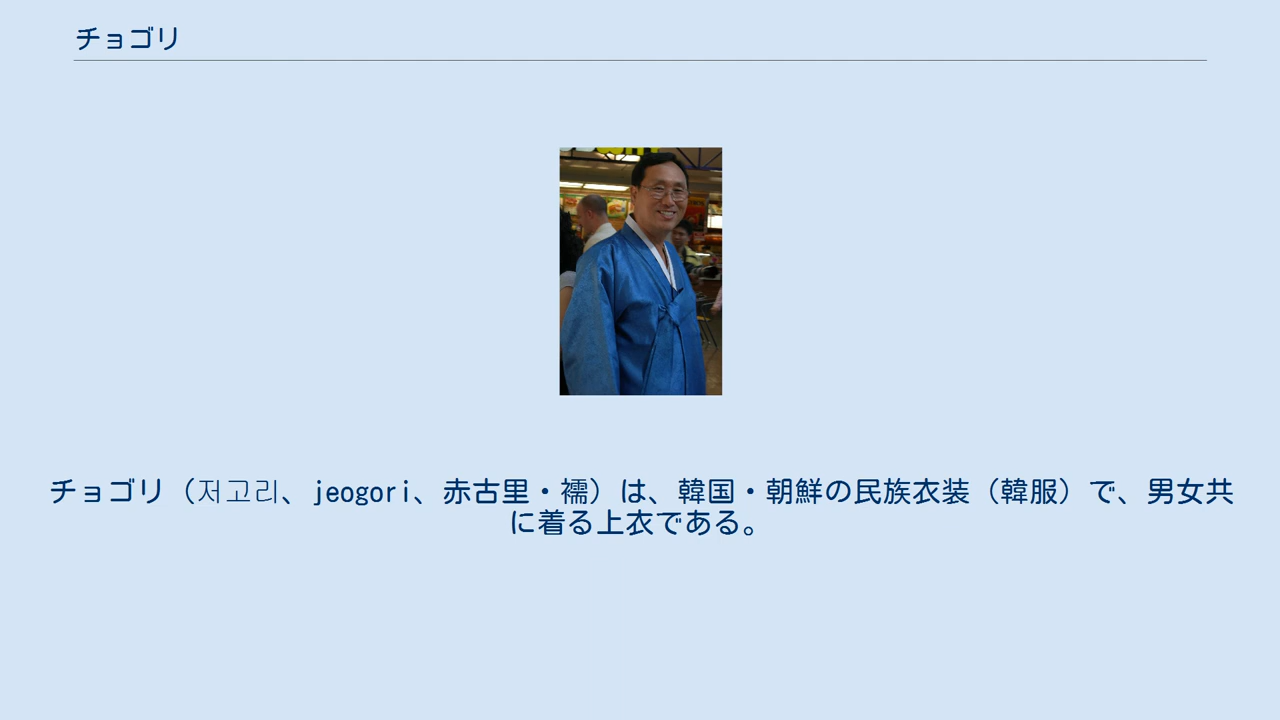 チョゴリ
チョゴリ（저고리、jeogori、赤古里・襦）は、韓国・朝鮮の民族衣装（韓服）で、男女共
に着る上衣である。